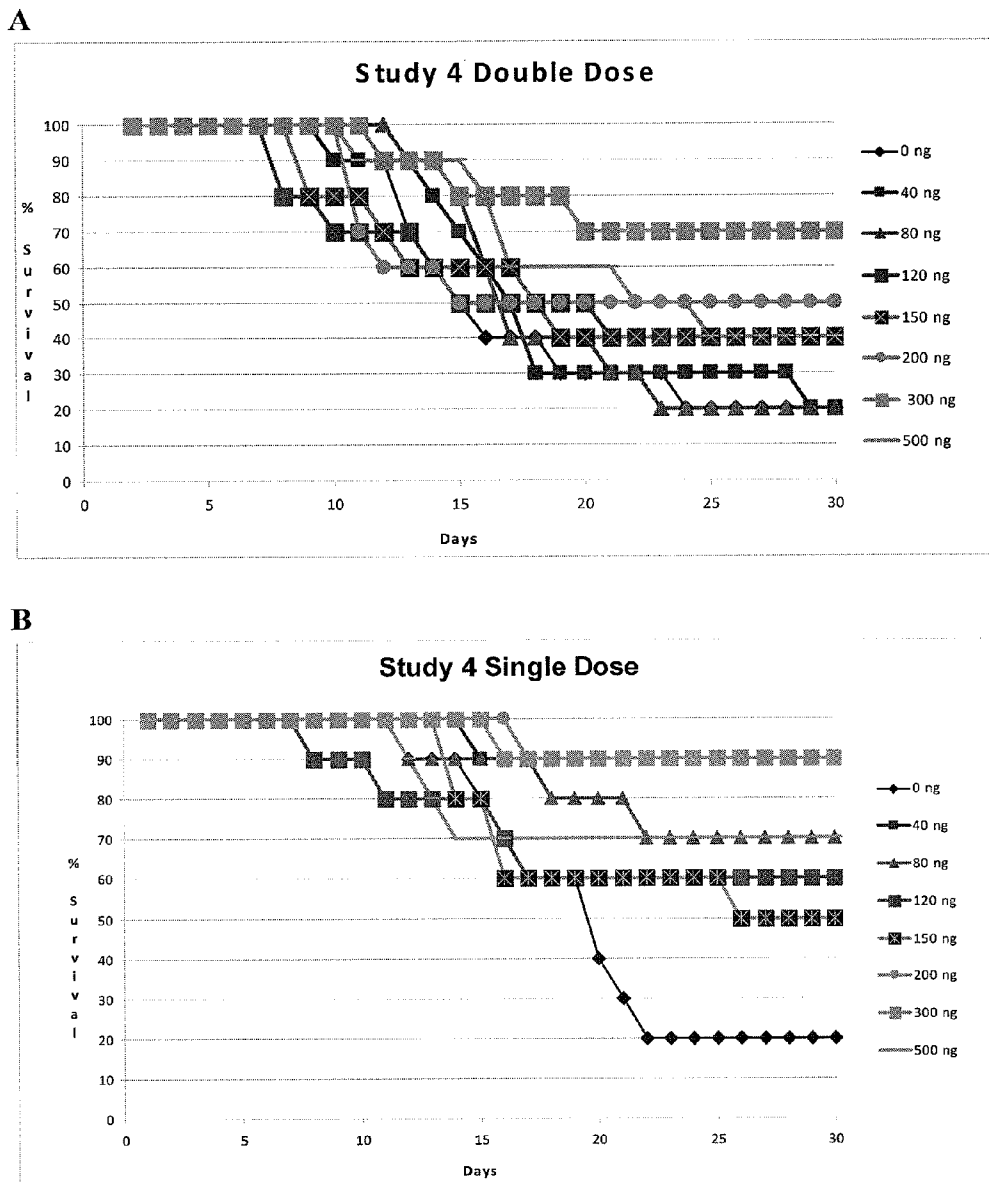 A
Study 4 Double Dose
100
90
80
70
60
50
40
30
20
10
0
% Survival
0 5 10 15 20 25 30
Days
0 ng
40 ng
80 ng
120 ng
150 ng
200 ng
300 ng
500 ng
B
Study 4 Single Dose
100
90
80
70
60
50
40
30
20
10
0
% Survival
0 5 10 15 20 25 30
Days
0 ng
40 ng
80 ng
120 ng
150 ng
200 ng
300 ng
500 ng